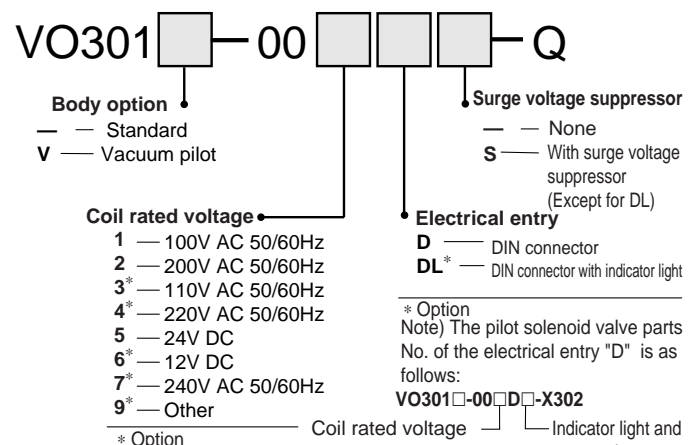 VO301□—00□□□—Q
Body option
— — Standard
V — Vacuum pilot
Surge voltage suppressor
— — None
S — With surge voltage
suppressor
(Except for DL)
Coil rated voltage
1 — 100V AC 50/60Hz
2 — 200V AC 50/60Hz
3* — 110V AC 50/60Hz
4* — 220V AC 50/60Hz
5 — 24V DC
6* — 12V DC
7* — 240V AC 50/60Hz
9* — Other
* Option
Electrical entry
D — DIN connector
DL* — DIN connector with indicator light
* Option
Note) The pilot solenoid valve parts
No. of the electrical entry "D" is as
follows:
VO301□-00□D□-X302
Coil rated voltage
Indicator light and